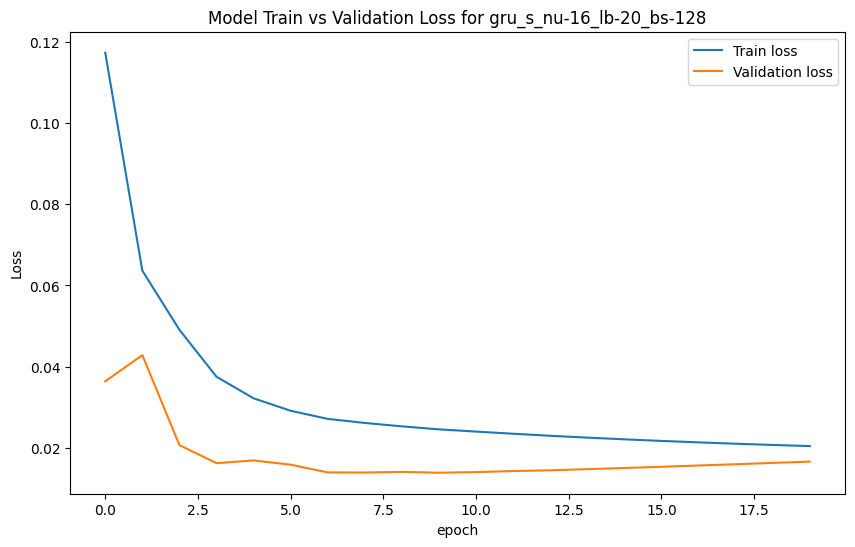 Model Train vs Validation Loss for gru_s_nu-16_lb-20_bs-128
Train loss
Validation loss
0.12
0.10
0.08
0.06
0.04
0.02
Loss
0.0 2.5 5.0 7.5 10.0 12.5 15.0 17.5
epoch